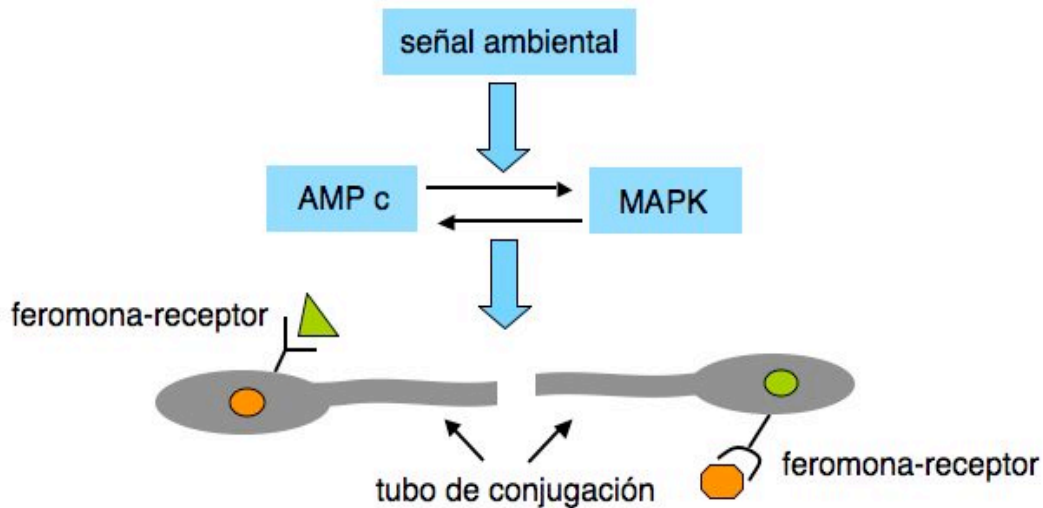 señal ambiental
AMP c
MAPK
feromona-receptor
feromona-receptor
tubo de conjugación